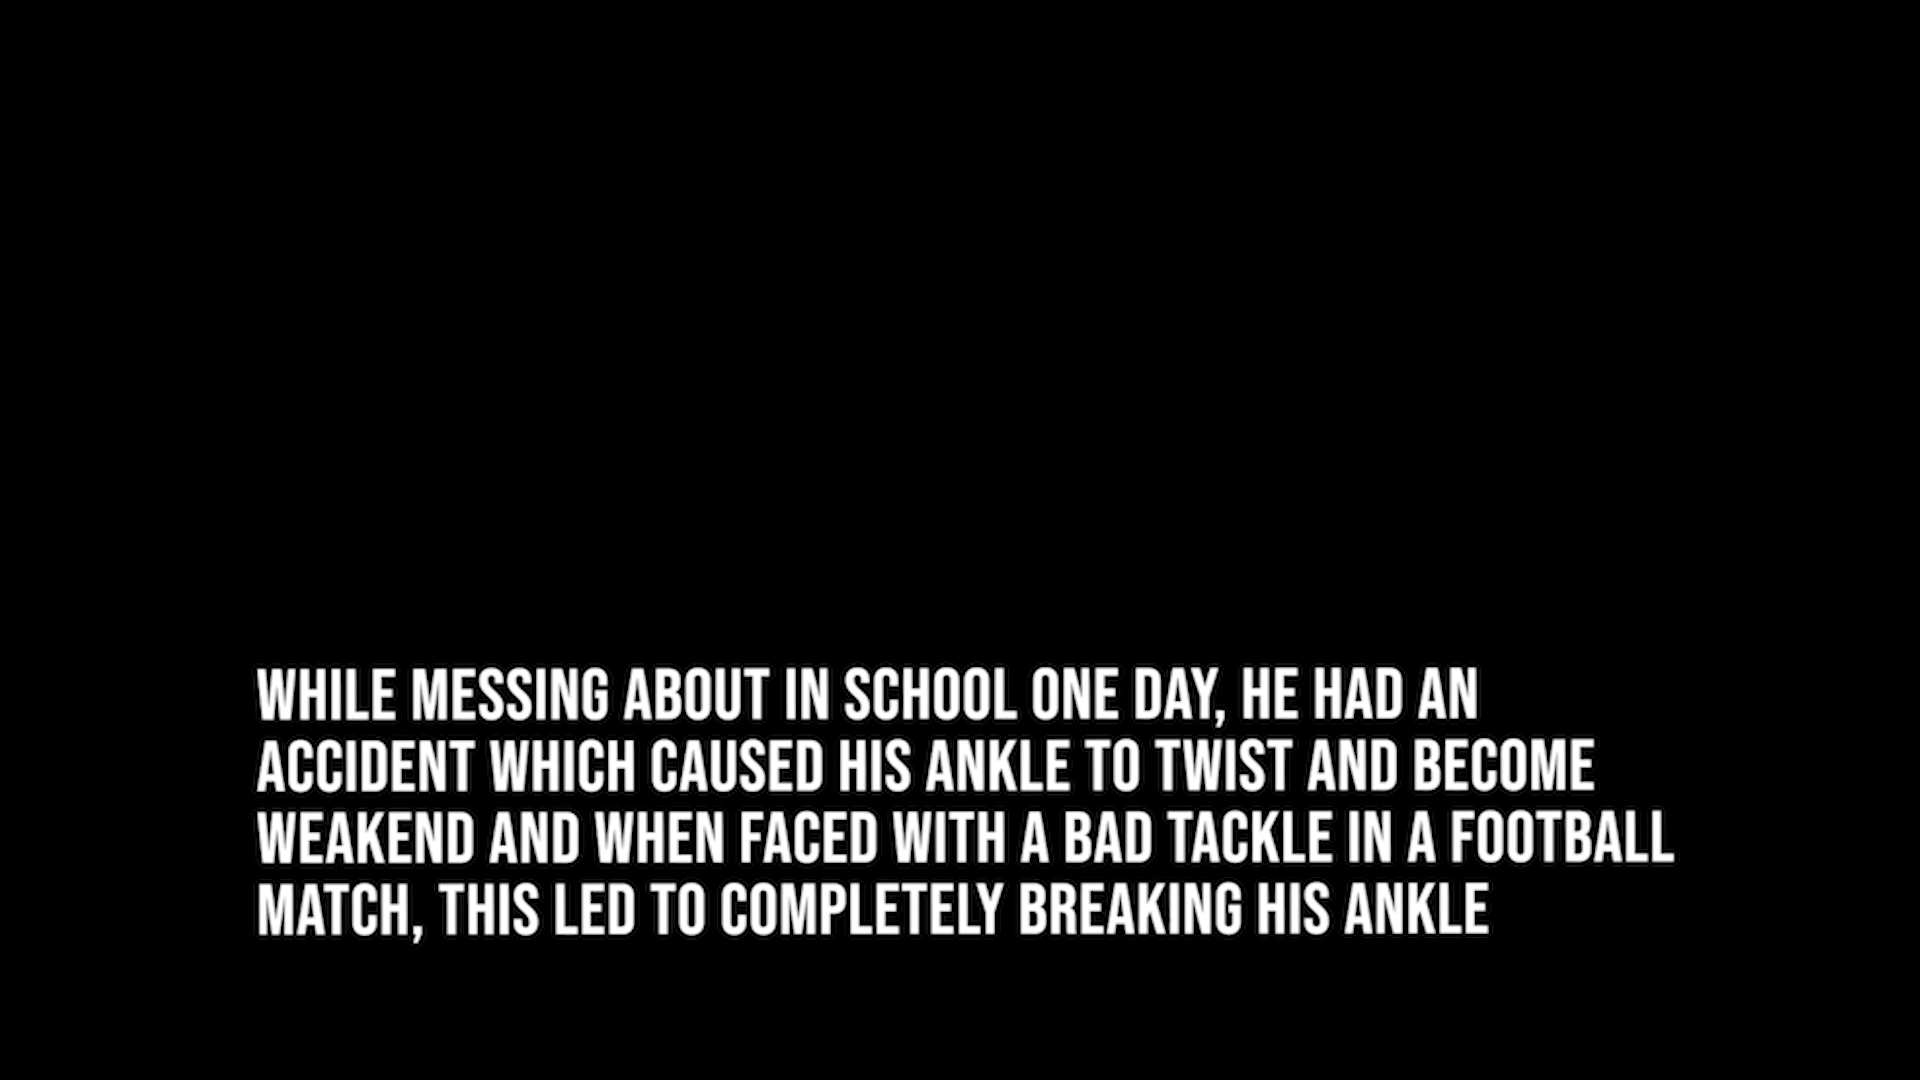 WHILE MESSING ABOUT IN SCHOOL ONE DAY, HE HAD AN
ACCIDENT WHICH CAUSED HIS ANKLE TO TWIST AND BECOME
WEAKEND AND WHEN FACED WITH A BAD TACKLE IN A FOOTBALL
MATCH, THIS LED TO COMPLETELY BREAKING HIS ANKLE